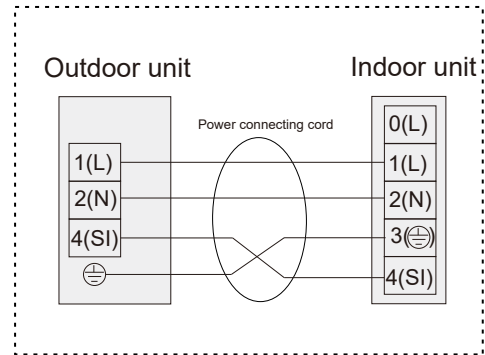 Outdoor unit
Indoor unit
Power connecting cord
1(L)
2(N)
4(SI)
0(L)
1(L)
2(N)
3(⏚)
4(SI)